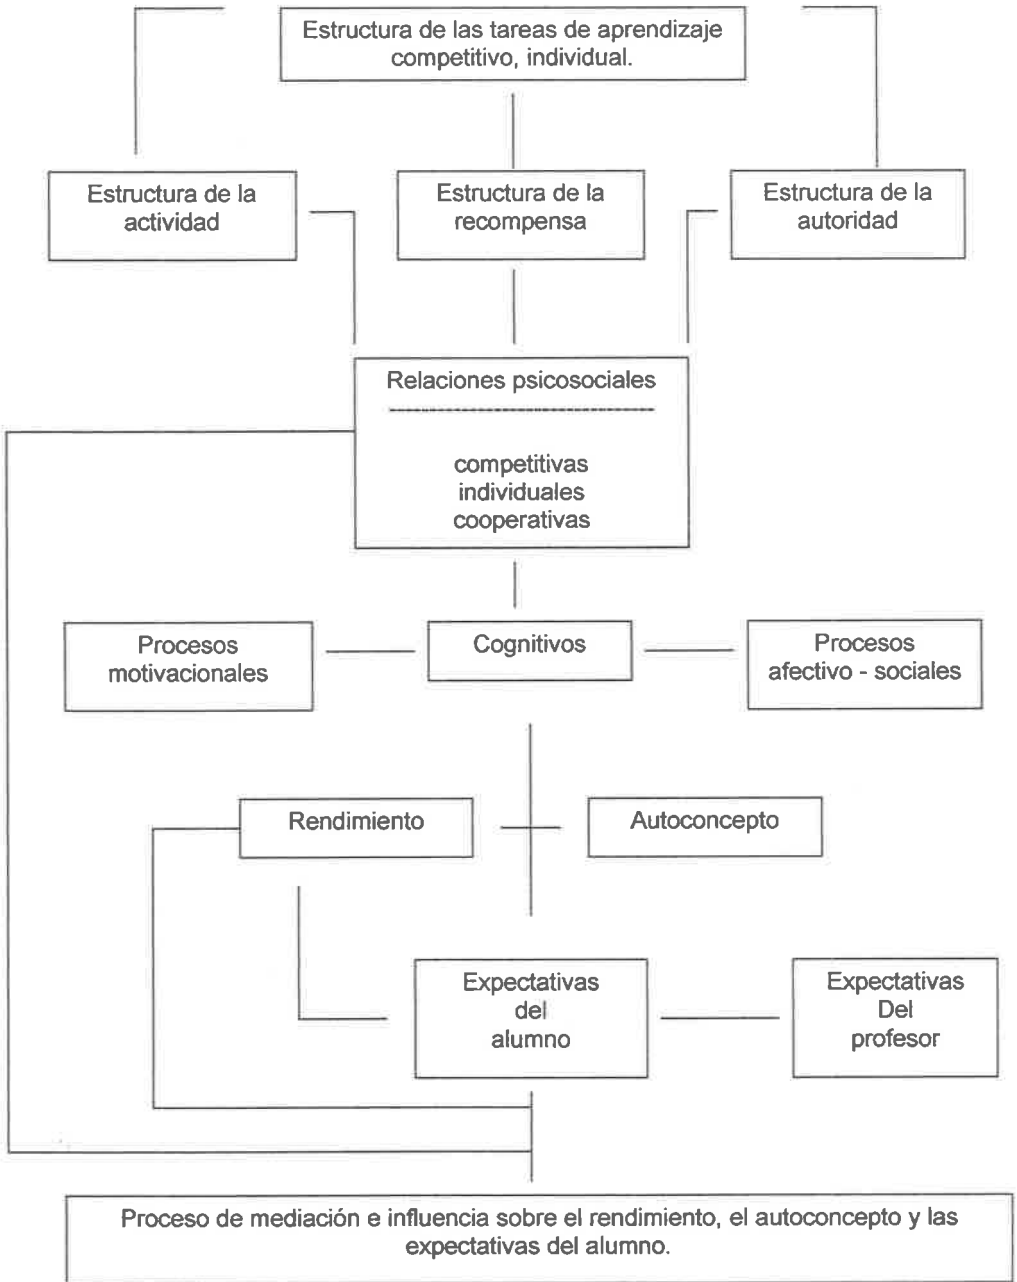 Estructura de las tareas de aprendizaje
competitivo, individual.
Estructura de la
actividad
Estructura de la
recompensa
Estructura de la
autoridad
Relaciones psicosociales
competitivas
individuales
cooperativas
Procesos
motivacionales
Cognitivos
Procesos
afectivo - sociales
Rendimiento
Autoconcepto
Expectativas
del
alumno
Expectativas
Del
profesor
Proceso de mediación e influencia sobre el rendimiento, el autoconcepto y las
expectativas del alumno.